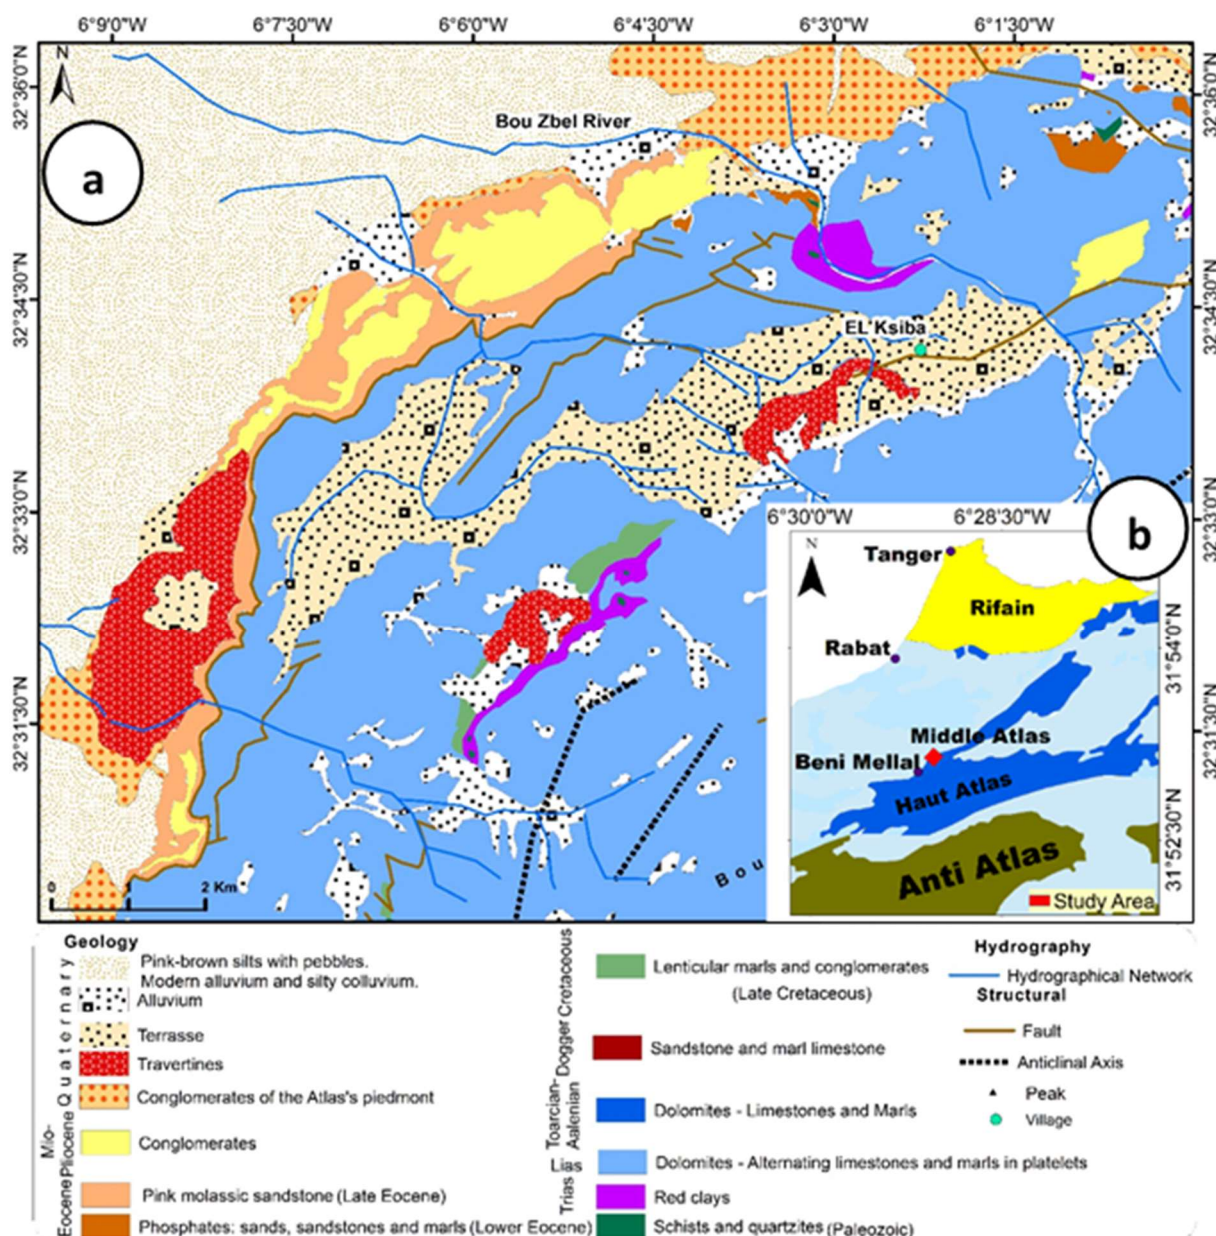 6°9'0"W 6°7'30"W 6°6'0"W 6°4'30"W 6°3'0"W 6°1'30"W
N
32°36'0"N
32°36'0"N
a
Bou Zbel River
32°34'30"N
32°34'30"N
EL Ksiba
32°33'0"N
32°33'0"N
6°30'0"W 6°28'30"W
b
N
Tanger
Rifain
Rabat
31°54'0"N
32°31'30"N
32°31'30"N
Middle Atlas
Beni Mellal
Haut Atlas
31°52'30"N
Bou
Anti Atlas
0 1 2 Km
Study Area
Geology
Quaternary
Pink-brown silts with pebbles.
Modern alluvium and silty colluvium.
Alluvium
Terrasse
Travertines
Conglomerates of the Atlas's piedmont
Mio-
Pliocene
Conglomerates
Eocene
Pink molassic sandstone (Late Eocene)
Phosphates: sands, sandstones and marls (Lower Eocene)
Cretaceous
Lenticular marls and conglomerates
(Late Cretaceous)
Dogger
Sandstone and marl limestone
Toarcian-
Aalenian
Dolomites - Limestones and Marls
Lias
Dolomites - Alternating limestones and marls in platelets
Trias
Red clays
Schists and quartzites (Paleozoic)
Hydrography
Hydrographical Network
Structural
Fault
Anticlinal Axis
Peak
Village